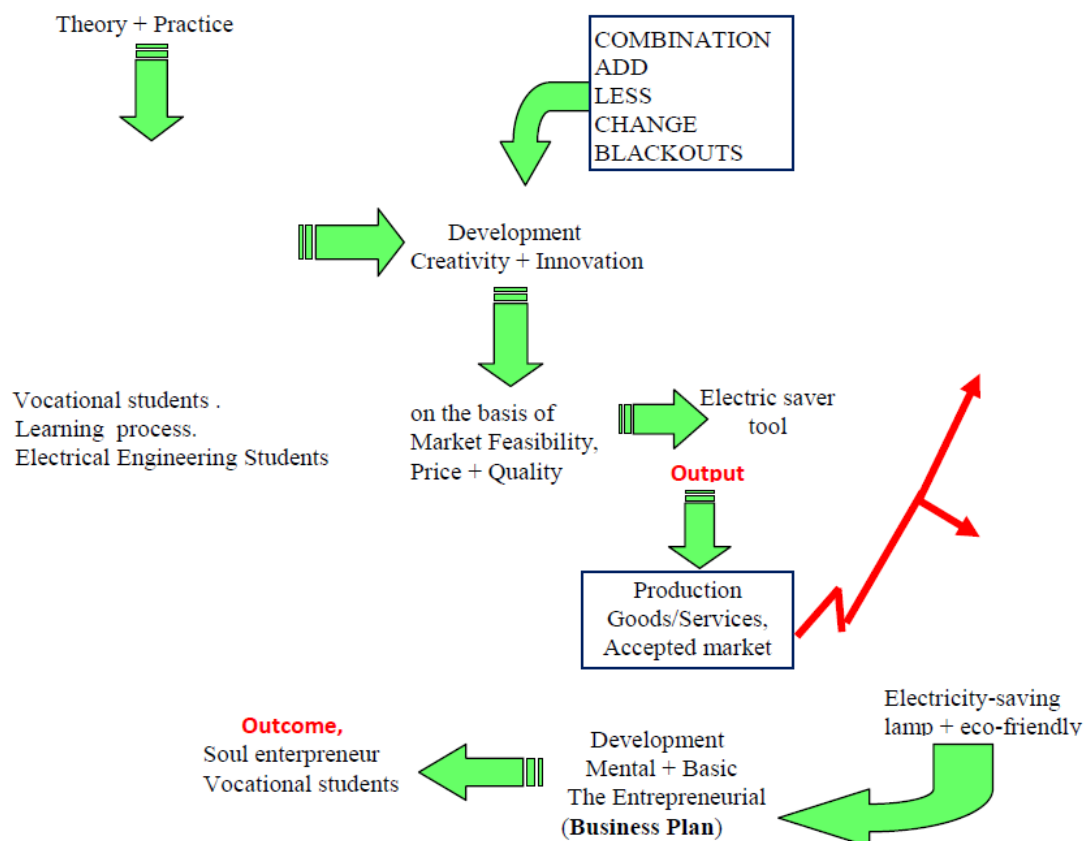 Theory + Practice
COMBINATION
ADD
LESS
CHANGE
BLACKOUTS
Development
Creativity + Innovation
Vocational students .
Learning process.
Electrical Engineering Students
on the basis of
Market Feasibility,
Price + Quality
Electric saver
tool
Output
Production
Goods/Services,
Accepted market
Electricity-saving
lamp + eco-friendly
Outcome,
Soul enterpreneur
Vocational students
Development
Mental + Basic
The Entrepreneurial
(Business Plan)